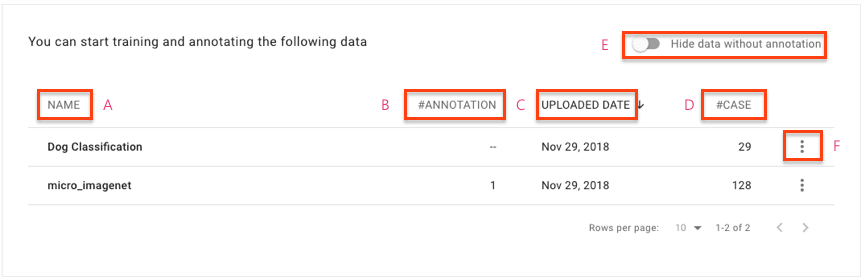 You can start training and annotating the following data
E Hide data without annotation
NAME A B #ANNOTATION C UPLOADED DATE ↓ D #CASE
Dog Classification -- Nov 29, 2018 29 F
micro_imagenet 1 Nov 29, 2018 128
Rows per page: 10 1-2 of 2